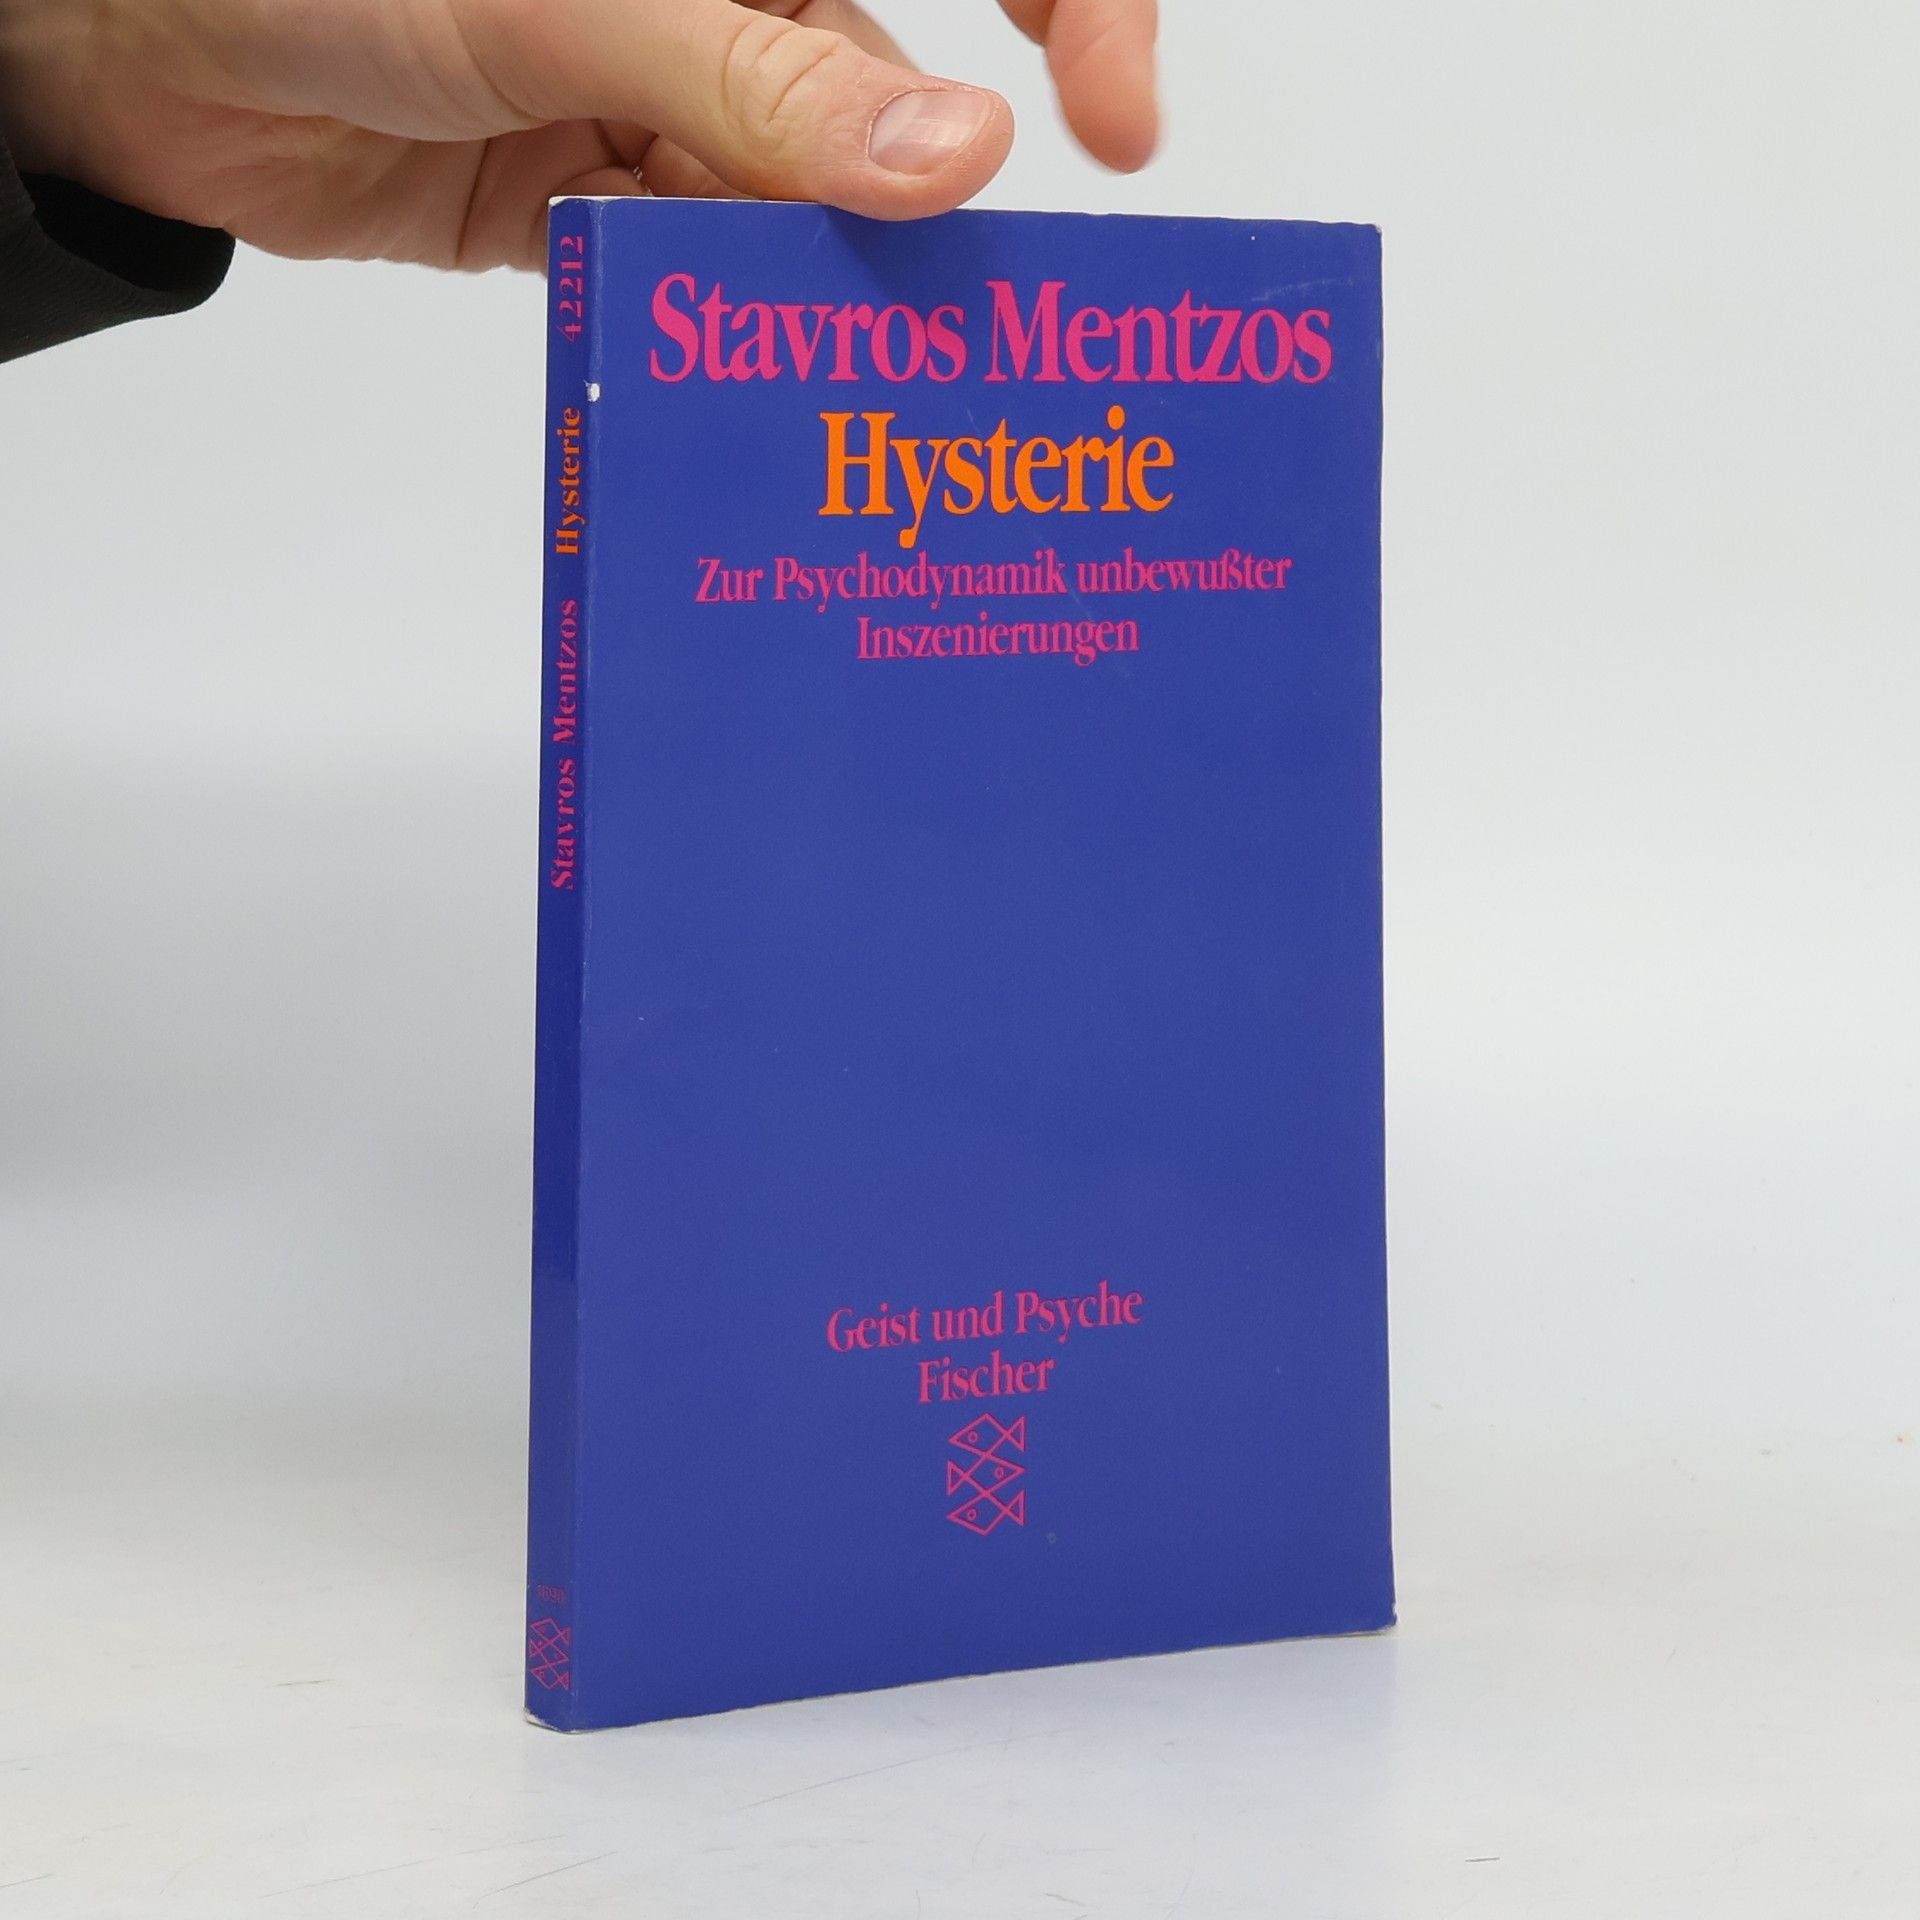 Stavros Mentzos
Hysterie
Zur Psychodynamik unbewußter
Inszenierungen
Geist und Psyche
Fischer
Stavros Mentzos Hysterie 42212